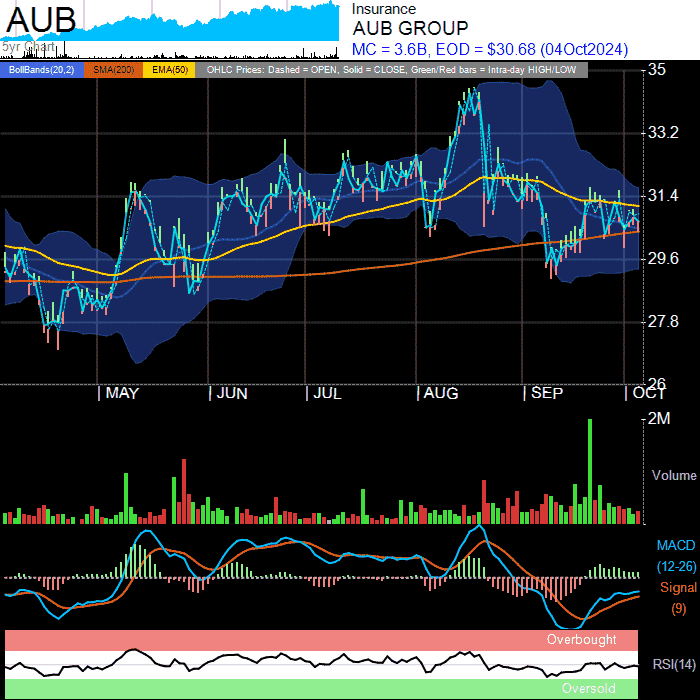 AUB
5yr Chart
Insurance
AUB GROUP
MC = 3.6B, EOD = $30.68 (04Oct2024)
BollBands(20,2) SMA(200) EMA(50) OHLC Prices: Dashed = OPEN, Solid = CLOSE, Green/Red bars = Intra-day HIGH/LOW
35
33.2
31.4
29.6
27.8
26
MAY JUN JUL AUG SEP OCT
2M
Volume
MACD
(12-26)
Signal
(9)
Overbought
RSI(14)
Oversold